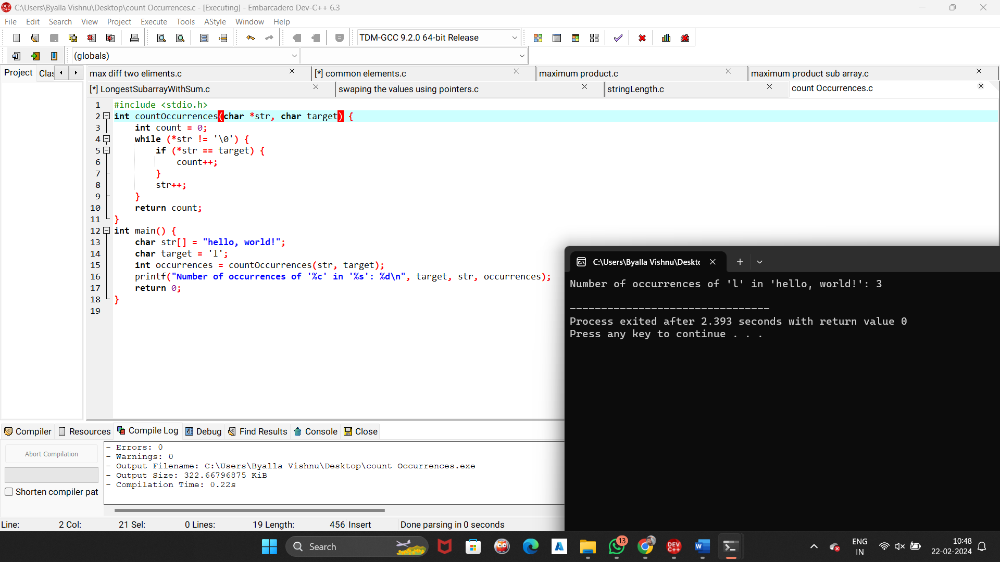 C:\Users\Byalla Vishnu\Desktop\count Occurrences.c - [Executing] - Embarcadero Dev-C++ 6.3
File Edit Search View Project Execute Tools AStyle Window Help
TDM-GCC 9.2.0 64-bit Release
(globals)
Project Clas
max diff two eliments.c
[*] common elements.c
maximum product.c
maximum product sub array.c
[*] LongestSubarrayWithSum.c
swaping the values using pointers.c
stringLength.c
count Occurrences.c
1 #include <stdio.h>
2 int countOccurrences(char *str, char target) {
3     int count = 0;
4     while (*str != '\0') {
5         if (*str == target) {
6             count++;
7         }
8         str++;
9     }
10     return count;
11 }
12 int main() {
13     char str[] = "hello, world!";
14     char target = 'l';
15     int occurrences = countOccurrences(str, target);
16     printf("Number of occurrences of '%c' in '%s': %d\n", target, str, occurrences);
17     return 0;
18 }
19
C:\Users\Byalla Vishnu\Deskto
Number of occurrences of 'l' in 'hello, world!': 3
--------------------------------
Process exited after 2.393 seconds with return value 0
Press any key to continue . . .
Compiler Resources Compile Log Debug Find Results Console Close
Abort Compilation
Shorten compiler pat
- Errors: 0
- Warnings: 0
- Output Filename: C:\Users\Byalla Vishnu\Desktop\count Occurrences.exe
- Output Size: 322.66796875 KiB
- Compilation Time: 0.22s
Line: 2 Col: 21 Sel: 0 Lines: 19 Length: 456 Insert Done parsing in 0 seconds
Search
13
DEV C++
ENG
IN
10:48
22-02-2024